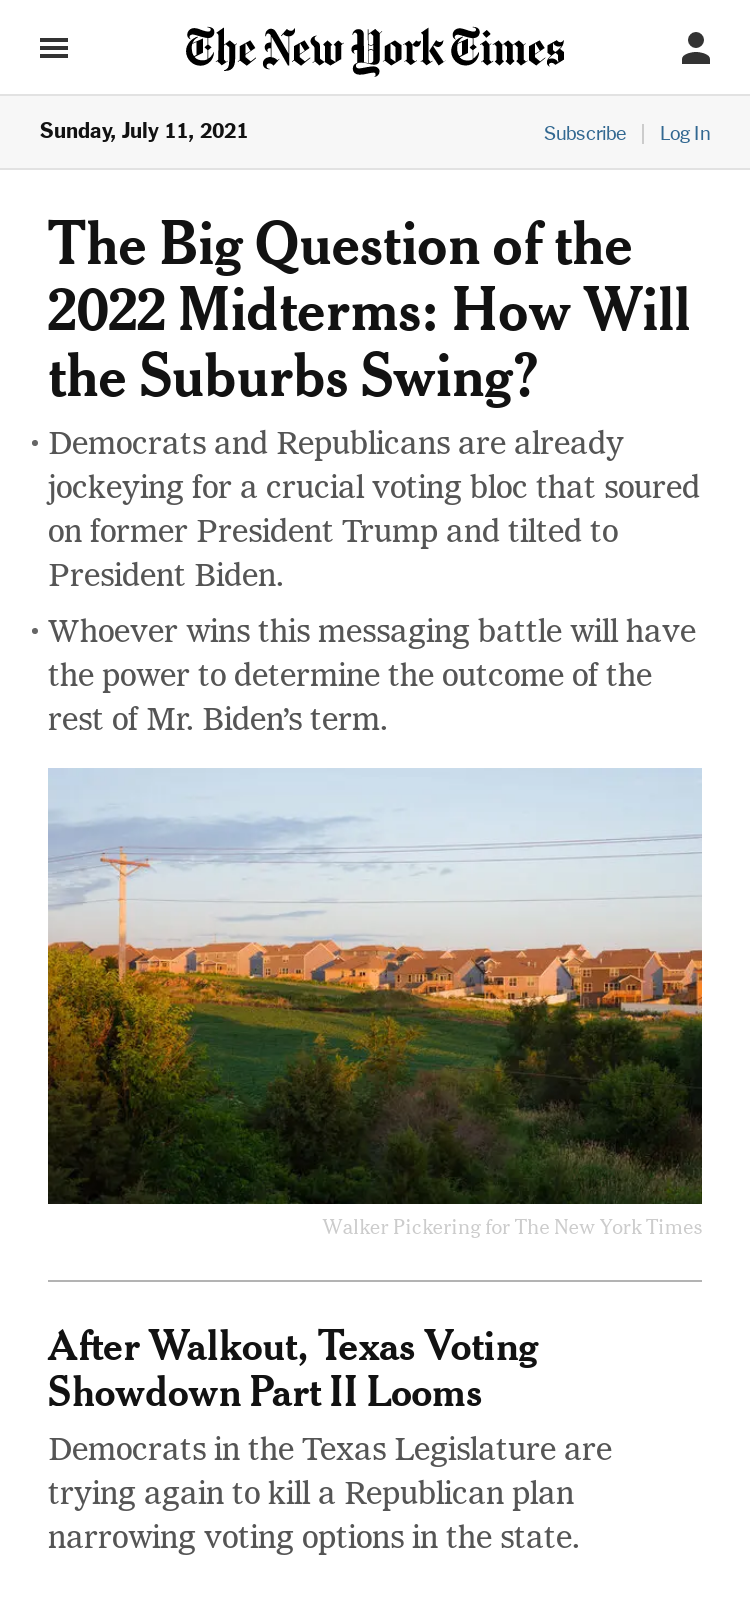 The New York Times
Sunday, July 11, 2021
Subscribe | Log In
The Big Question of the
2022 Midterms: How Will
the Suburbs Swing?
• Democrats and Republicans are already
jockeying for a crucial voting bloc that soured
on former President Trump and tilted to
President Biden.
• Whoever wins this messaging battle will have
the power to determine the outcome of the
rest of Mr. Biden’s term.
Walker Pickering for The New York Times
After Walkout, Texas Voting
Showdown Part II Looms
Democrats in the Texas Legislature are
trying again to kill a Republican plan
narrowing voting options in the state.